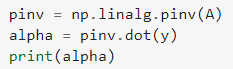 pinv = np.linalg.pinv(A)
alpha = pinv.dot(y)
print(alpha)